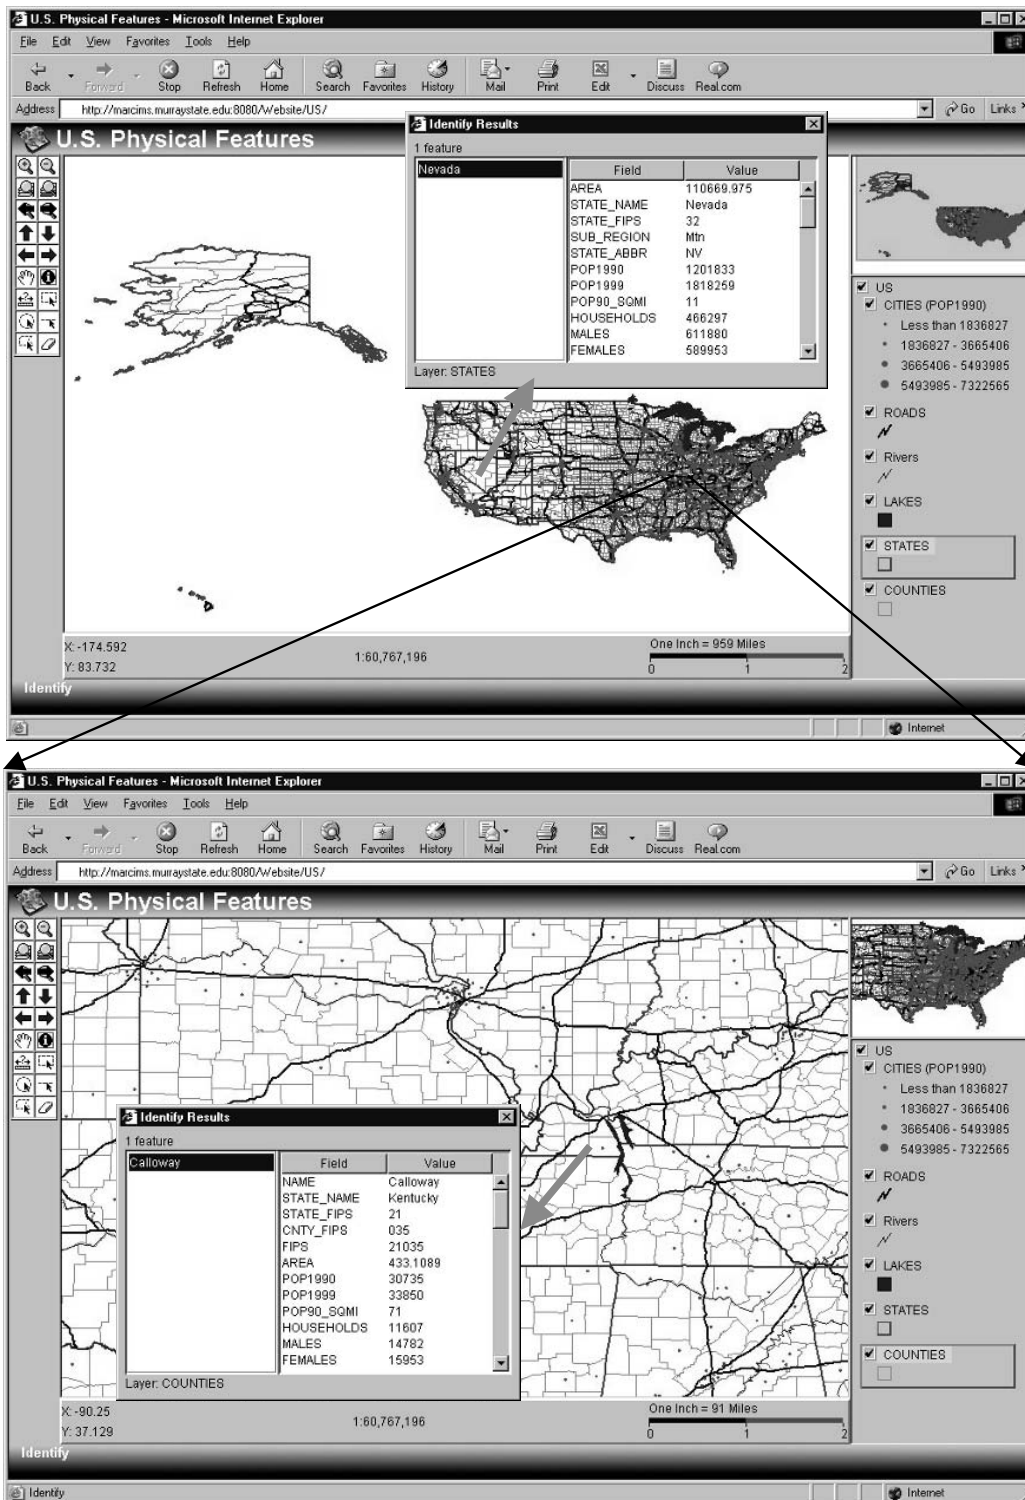 U.S. Physical Features - Microsoft Internet Explorer
File Edit View Favorites Tools Help
Back Forward Stop Refresh Home Search Favorites History Mail Print Edit Discuss Real.com
Address http://marcims.murraystate.edu:8080/Website/US/ Go Links
U.S. Physical Features
Identify Results
1 feature
Nevada
Field Value
AREA 110669.975
STATE_NAME Nevada
STATE_FIPS 32
SUB_REGION Mtn
STATE_ABBR NV
POP1990 1201833
POP1999 1818259
POP90_SQMI 11
HOUSEHOLDS 466297
MALES 611880
FEMALES 589953
Layer: STATES
US
CITIES (POP1990)
Less than 1836827
1836827 - 3665406
3665406 - 5493985
5493985 - 7322565
ROADS
Rivers
LAKES
STATES
COUNTIES
X: -174.592
Y: 83.732
1:60,767,196
One Inch = 959 Miles
0 1 2
Identify
Internet
U.S. Physical Features - Microsoft Internet Explorer
File Edit View Favorites Tools Help
Back Forward Stop Refresh Home Search Favorites History Mail Print Edit Discuss Real.com
Address http://marcims.murraystate.edu:8080/Website/US/ Go Links
U.S. Physical Features
Identify Results
1 feature
Calloway
Field Value
NAME Calloway
STATE_NAME Kentucky
STATE_FIPS 21
CNTY_FIPS 035
FIPS 21035
AREA 433.1089
POP1990 30735
POP1999 33850
POP90_SQMI 71
HOUSEHOLDS 11607
MALES 14782
FEMALES 15953
Layer: COUNTIES
US
CITIES (POP1990)
Less than 1836827
1836827 - 3665406
3665406 - 5493985
5493985 - 7322565
ROADS
Rivers
LAKES
STATES
COUNTIES
X: -90.25
Y: 37.129
1:60,767,196
One Inch = 91 Miles
0 1 2
Identify
Identify Internet